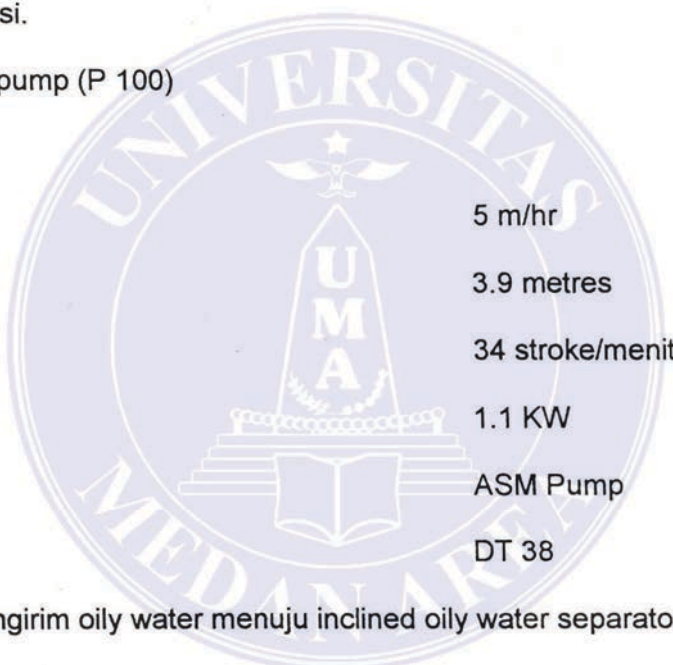 si.
pump (P 100)
UNIVERSITAS
5 m/hr
3.9 metres
U
M
A
34 stroke/menit
1.1 KW
ASM Pump
DT 38
MEDAN AREA
ngirim oily water menuju inclined oily water separato